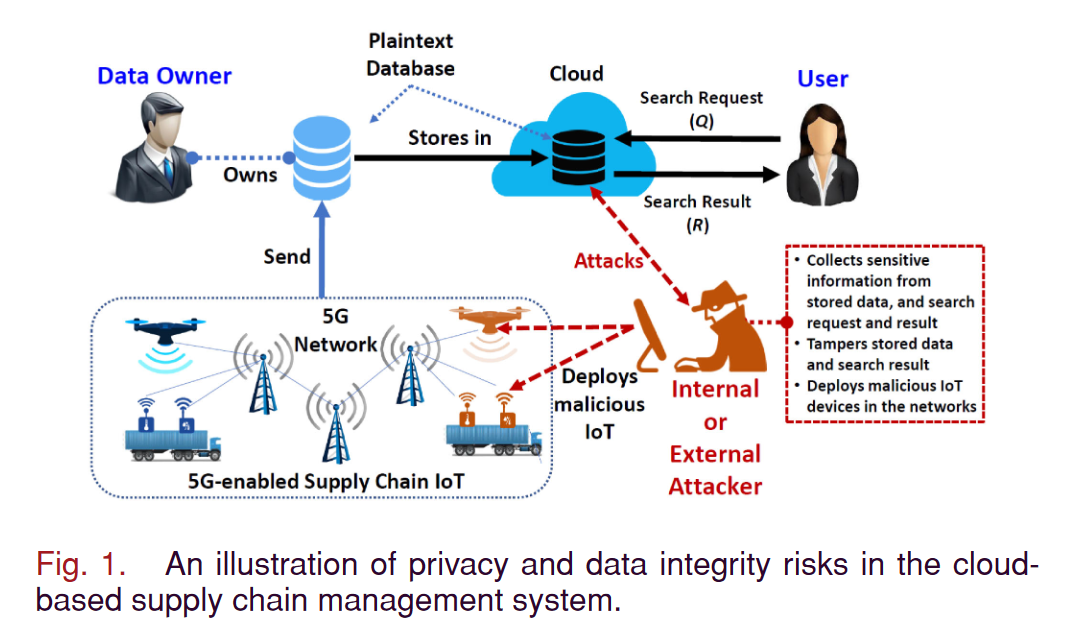 Plaintext
Database
Data Owner
Cloud
User
Search Request
(Q)
Stores in
Owns
Search Result
(R)
Send
Attacks
5G
Network
Deploys
malicious
IoT
Internal
or
External
Attacker
• Collects sensitive
information from
stored data, and search
request and result
• Tampers stored data
and search result
• Deploys malicious IoT
devices in the networks
5G-enabled Supply Chain IoT
Fig. 1. An illustration of privacy and data integrity risks in the cloud-
based supply chain management system.